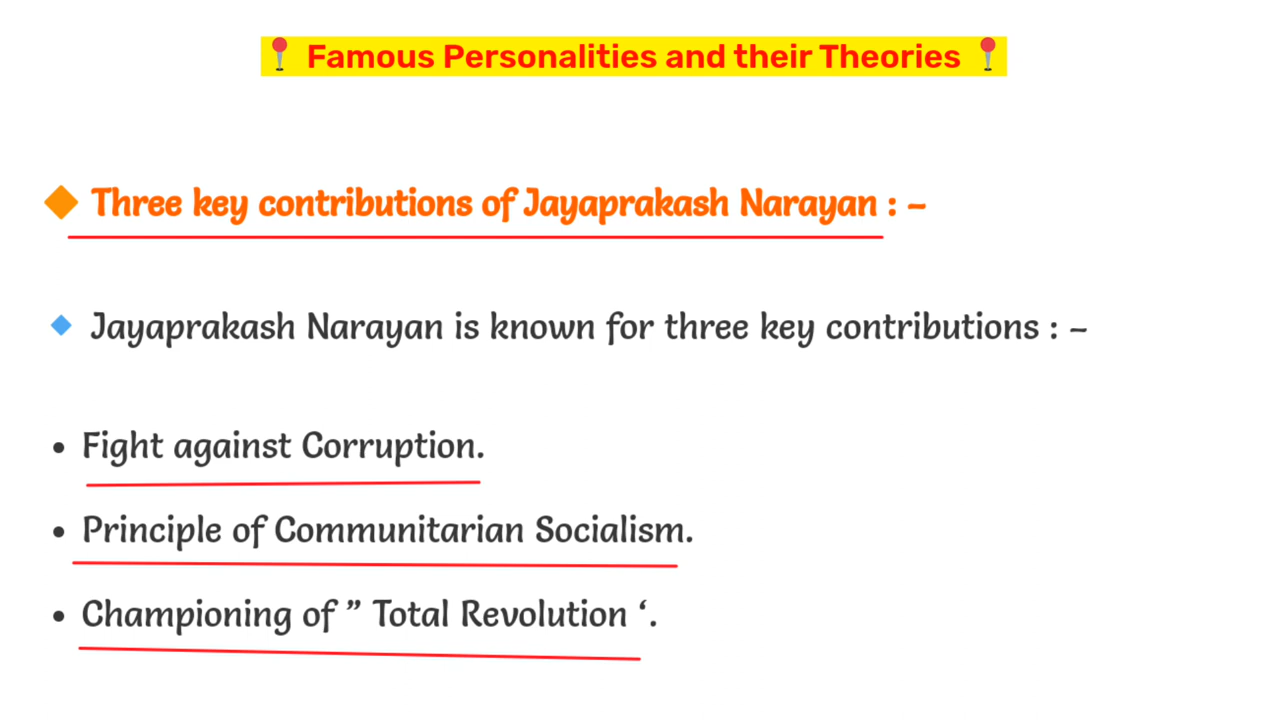 📍 Famous Personalities and their Theories 📍
🔶 Three key contributions of Jayaprakash Narayan : –
🔹 Jayaprakash Narayan is known for three key contributions : –
• Fight against Corruption.
• Principle of Communitarian Socialism.
• Championing of ” Total Revolution ‘.